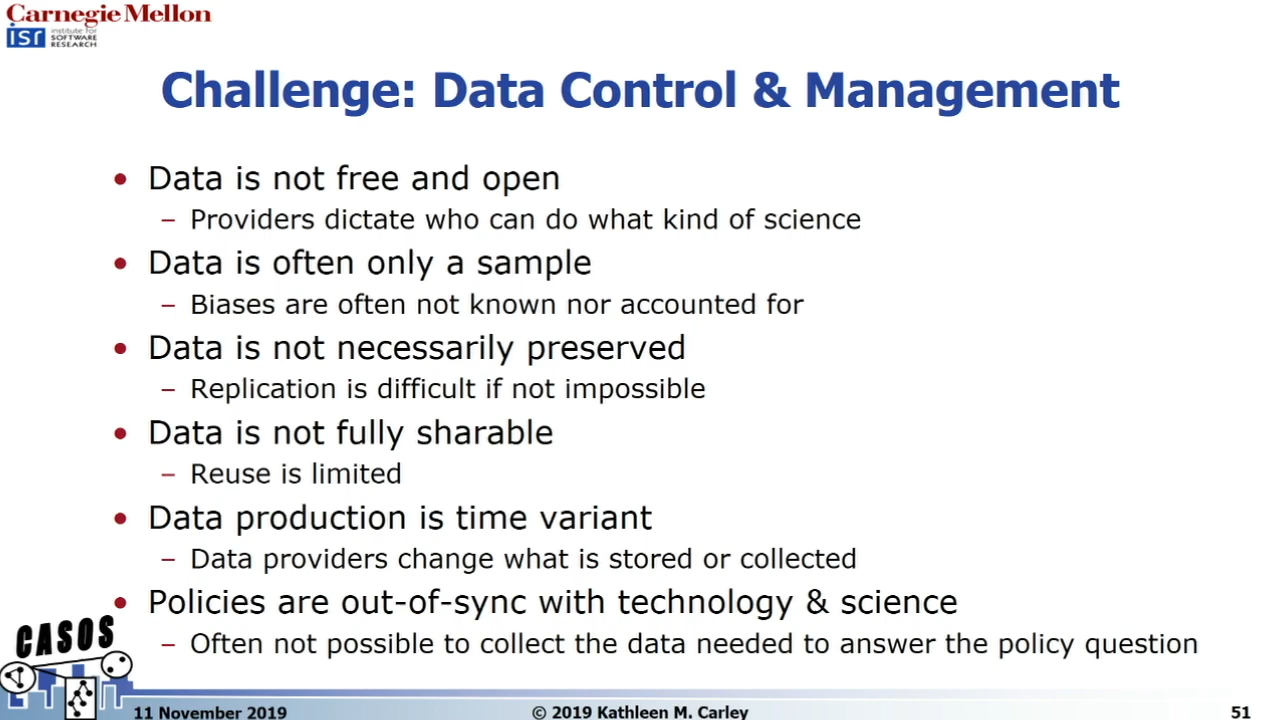 Carnegie Mellon
isr institute for
SOFTWARE
RESEARCH
Challenge: Data Control & Management
• Data is not free and open
– Providers dictate who can do what kind of science
• Data is often only a sample
– Biases are often not known nor accounted for
• Data is not necessarily preserved
– Replication is difficult if not impossible
• Data is not fully sharable
– Reuse is limited
• Data production is time variant
– Data providers change what is stored or collected
• Policies are out-of-sync with technology & science
– Often not possible to collect the data needed to answer the policy question
CASOS
11 November 2019
© 2019 Kathleen M. Carley
51